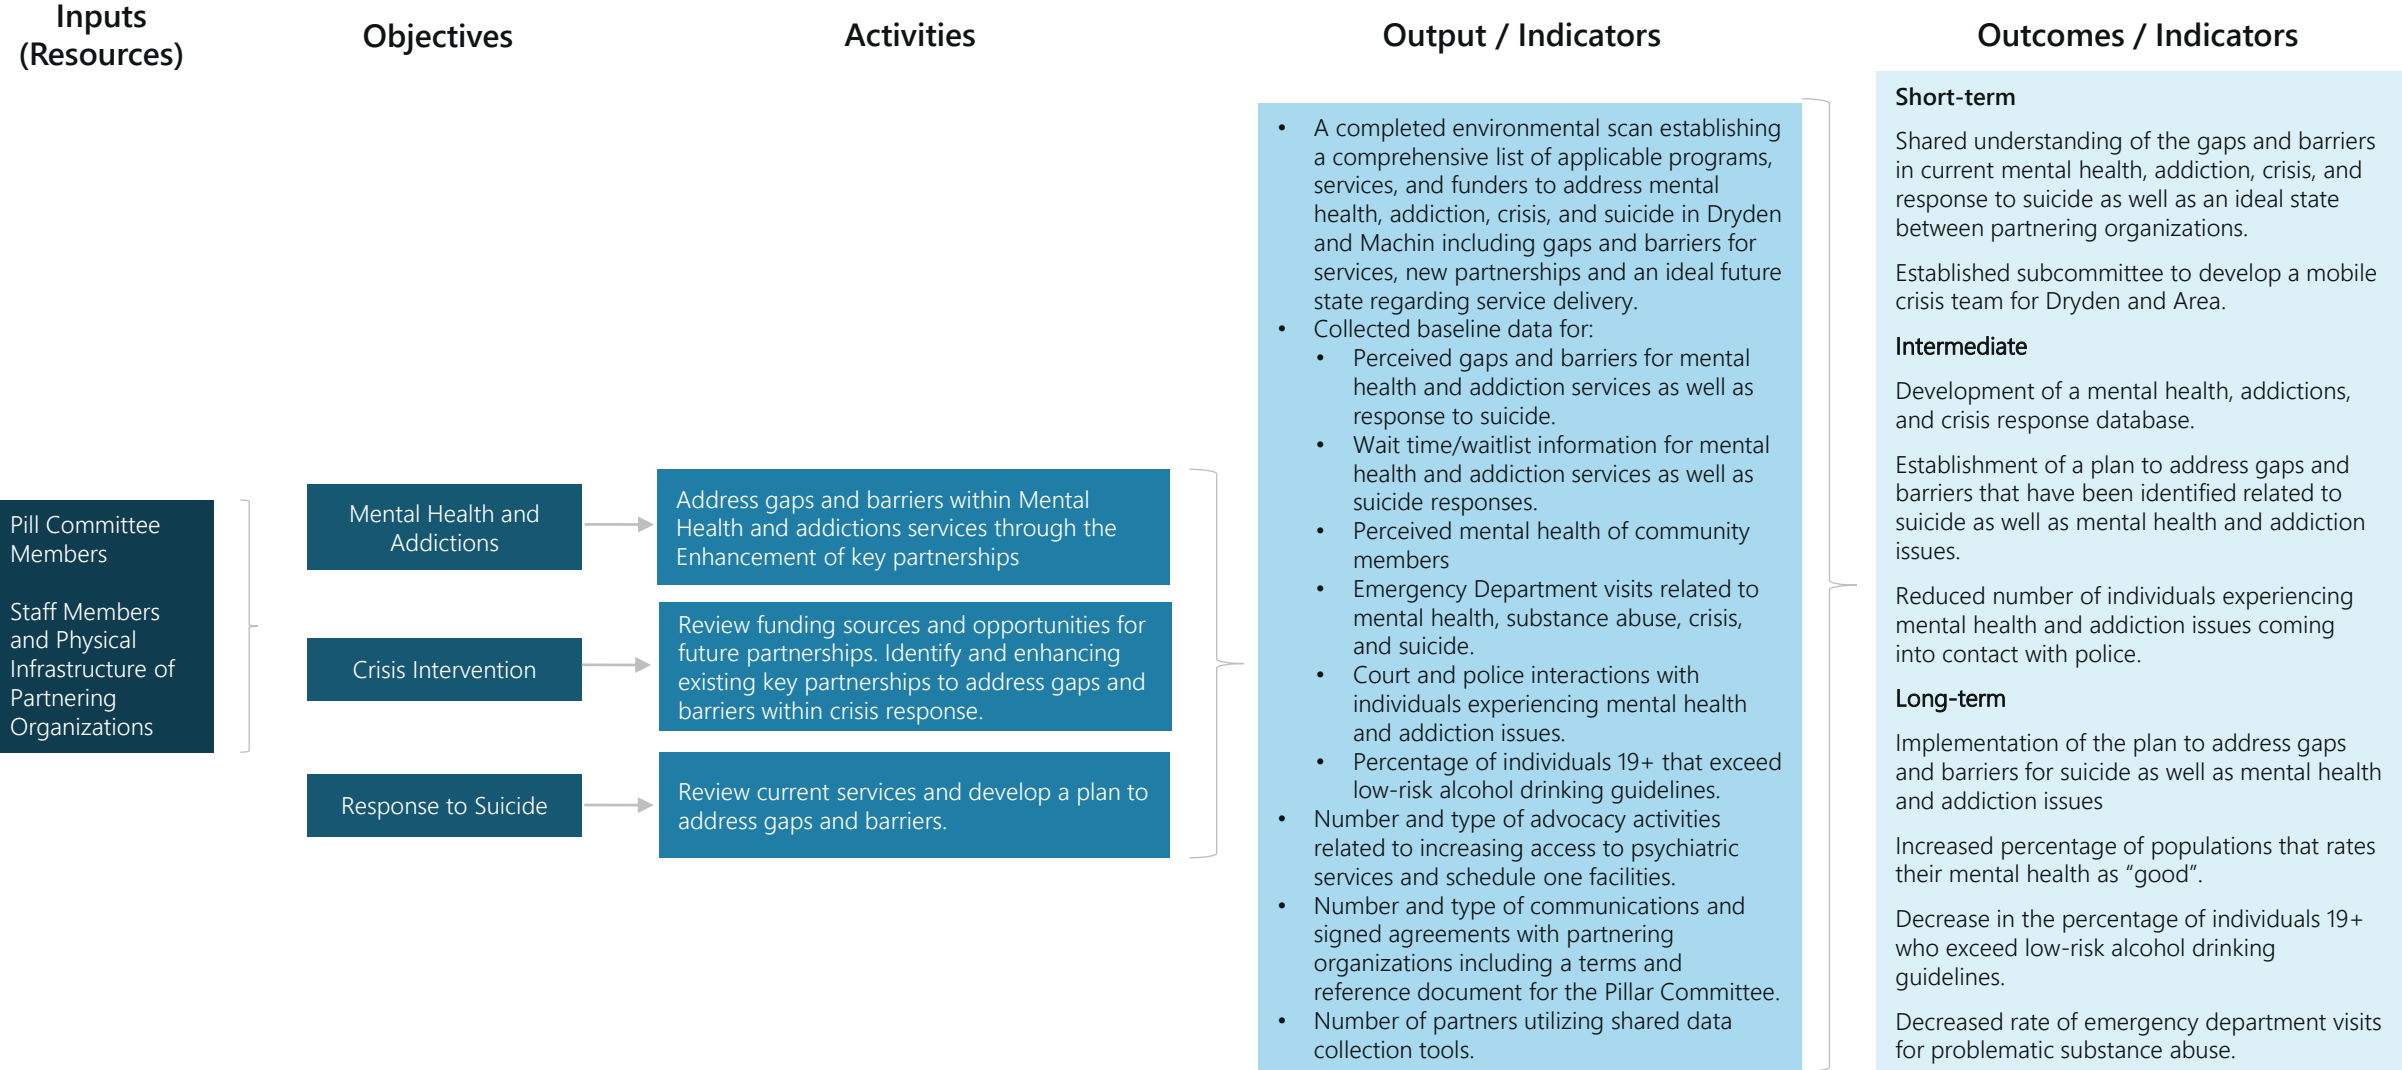 Inputs
(Resources)
Objectives
Activities
Output / Indicators
Outcomes / Indicators
Pill Committee
Members
Staff Members
and Physical
Infrastructure of
Partnering
Organizations
Mental Health and
Addictions
Crisis Intervention
Response to Suicide
Address gaps and barriers within Mental
Health and addictions services through the
Enhancement of key partnerships
Review funding sources and opportunities for
future partnerships. Identify and enhancing
existing key partnerships to address gaps and
barriers within crisis response.
Review current services and develop a plan to
address gaps and barriers.
• A completed environmental scan establishing
a comprehensive list of applicable programs,
services, and funders to address mental
health, addiction, crisis, and suicide in Dryden
and Machin including gaps and barriers for
services, new partnerships and an ideal future
state regarding service delivery.
• Collected baseline data for:
• Perceived gaps and barriers for mental
health and addiction services as well as
response to suicide.
• Wait time/waitlist information for mental
health and addiction services as well as
suicide responses.
• Perceived mental health of community
members
• Emergency Department visits related to
mental health, substance abuse, crisis,
and suicide.
• Court and police interactions with
individuals experiencing mental health
and addiction issues.
• Percentage of individuals 19+ that exceed
low-risk alcohol drinking guidelines.
• Number and type of advocacy activities
related to increasing access to psychiatric
services and schedule one facilities.
• Number and type of communications and
signed agreements with partnering
organizations including a terms and
reference document for the Pillar Committee.
• Number of partners utilizing shared data
collection tools.
Short-term
Shared understanding of the gaps and barriers
in current mental health, addiction, crisis, and
response to suicide as well as an ideal state
between partnering organizations.
Established subcommittee to develop a mobile
crisis team for Dryden and Area.
Intermediate
Development of a mental health, addictions,
and crisis response database.
Establishment of a plan to address gaps and
barriers that have been identified related to
suicide as well as mental health and addiction
issues.
Reduced number of individuals experiencing
mental health and addiction issues coming
into contact with police.
Long-term
Implementation of the plan to address gaps
and barriers for suicide as well as mental health
and addiction issues
Increased percentage of populations that rates
their mental health as “good”.
Decrease in the percentage of individuals 19+
who exceed low-risk alcohol drinking
guidelines.
Decreased rate of emergency department visits
for problematic substance abuse.